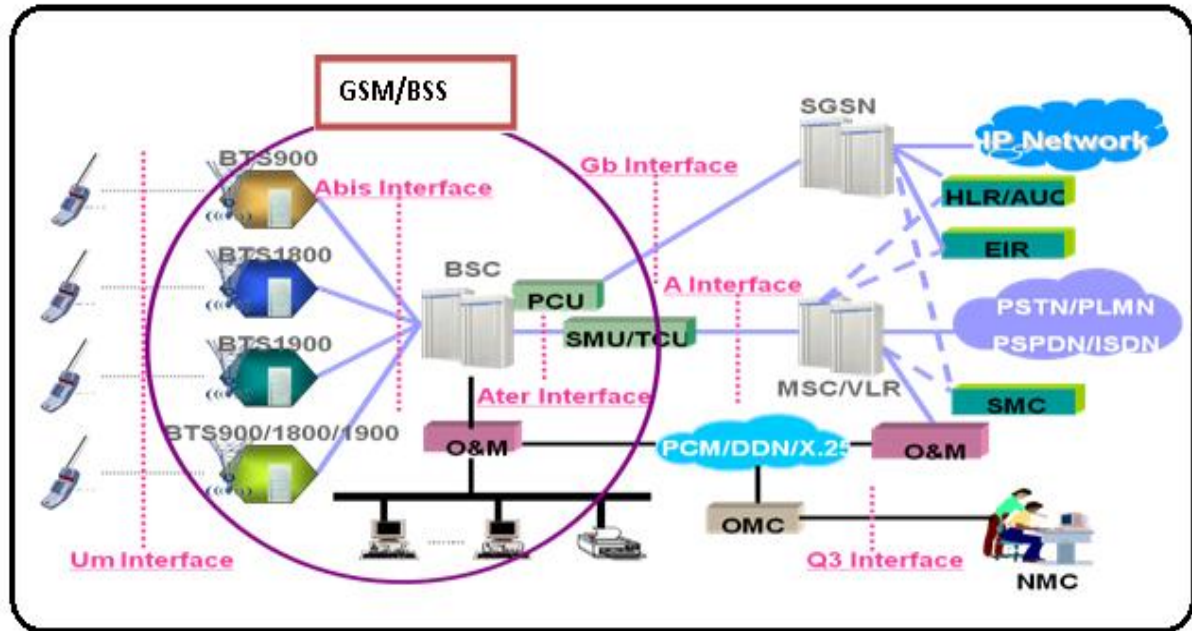 GSM/BSS
SGSN
IP Network
BTS900
Abis Interface
Gb Interface
HLR/AUC
EIR
BTS1800
BSC
PCU
A Interface
PSTN/PLMN
PSPDN/ISDN
SMU/TCU
BTS1900
MSC/VLR
Ater Interface
SMC
BTS900/1800/1900
O&M
PCM/DDN/X.25
O&M
OMC
Um Interface
Q3 Interface
NMC